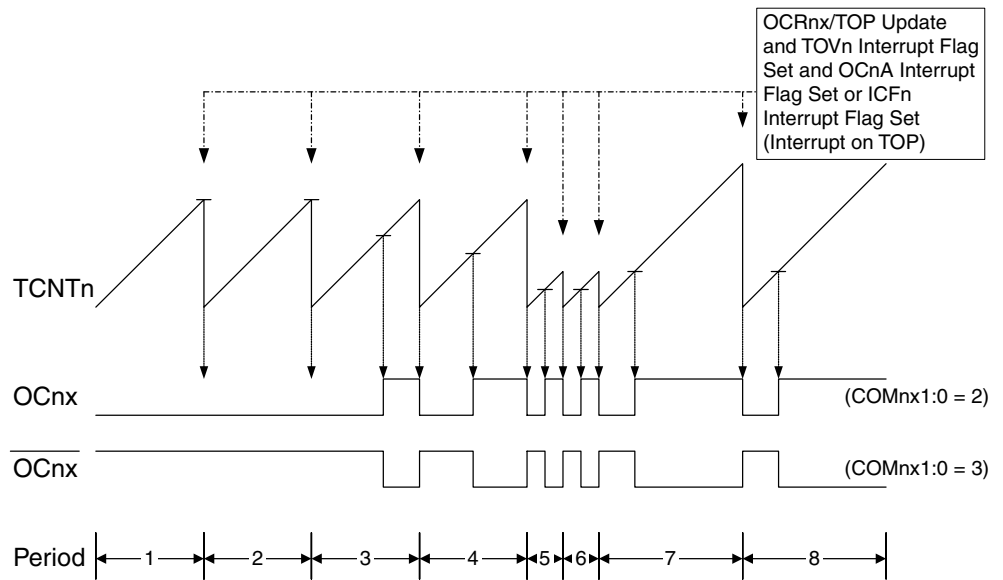 OCRnx/TOP Update
and TOVn Interrupt Flag
Set and OCnA Interrupt
Flag Set or ICFn
Interrupt Flag Set
(Interrupt on TOP)
TCNTn
OCnx
(COMnx1:0 = 2)
OCnx
(COMnx1:0 = 3)
Period 1 2 3 4 5 6 7 8